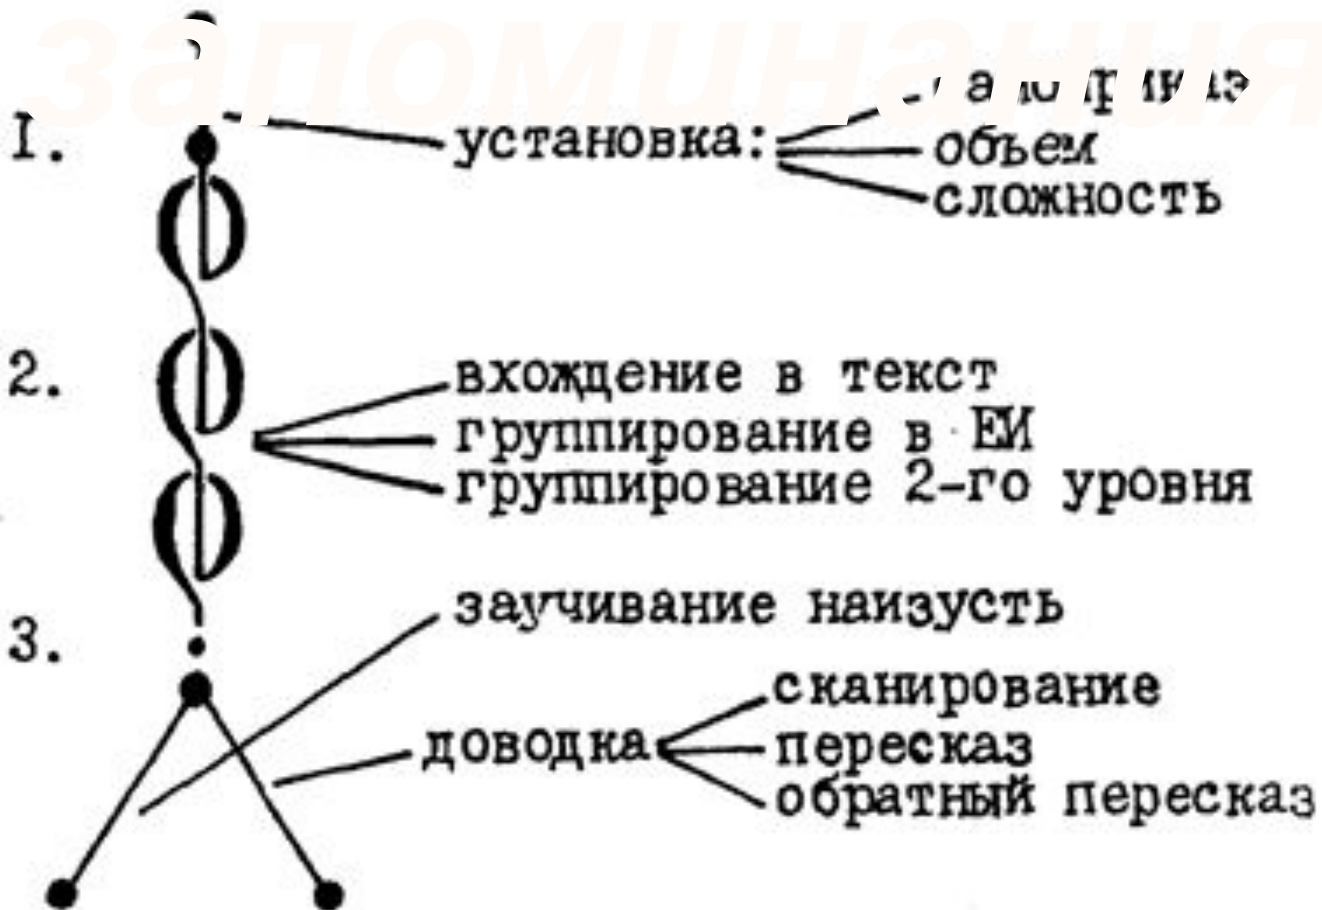 запоминания
1.
установка:
объем
сложность
2.
вхождение в текст
группирование в ЕИ
группирование 2-го уровня
3.
заучивание наизусть
доводка
сканирование
пересказ
обратный пересказ